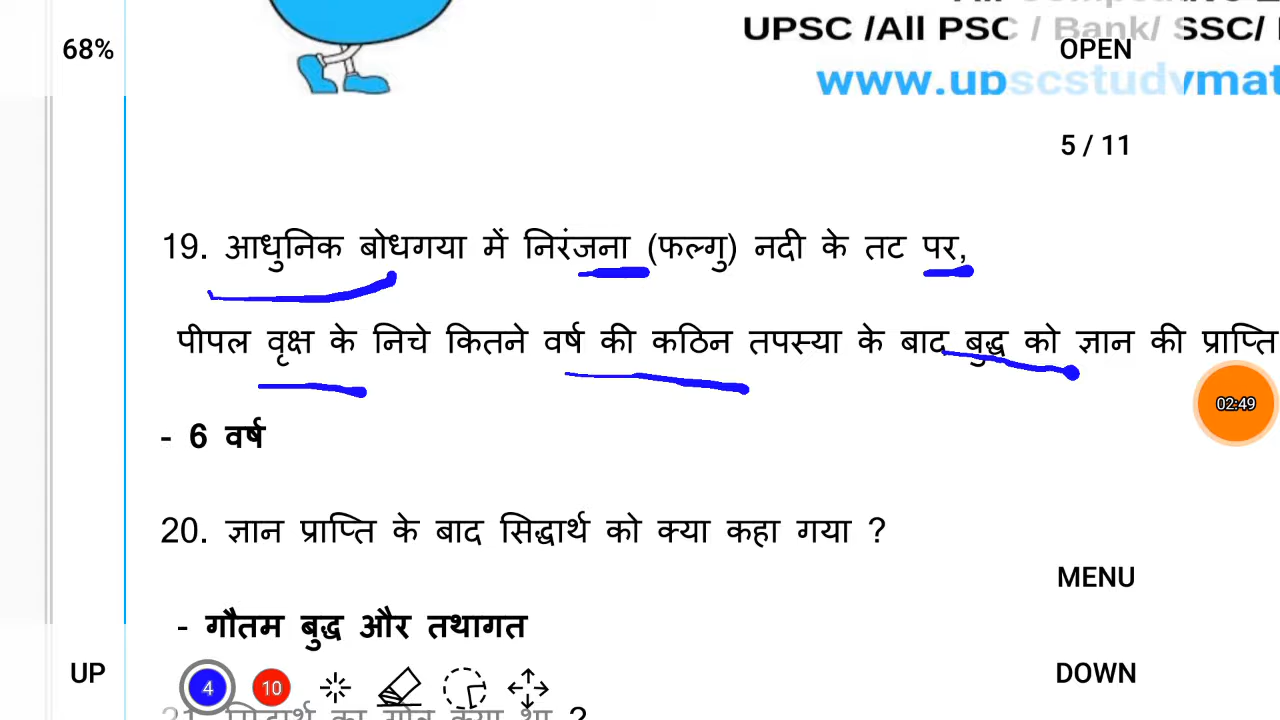 68%
UPSC /All PSC / Bank/ SSC/
OPEN
www.upscstudymat
5 / 11
19. आधुनिक बोधगया में निरंजना (फल्गु) नदी के तट पर,
पीपल वृक्ष के निचे कितने वर्ष की कठिन तपस्या के बाद बुद्ध को ज्ञान की प्राप्ति
02:49
- 6 वर्ष
20. ज्ञान प्राप्ति के बाद सिद्धार्थ को क्या कहा गया ?
MENU
- गौतम बुद्ध और तथागत
UP
4
10
DOWN
21. सिद्धार्थ का गोत्र क्या था ?